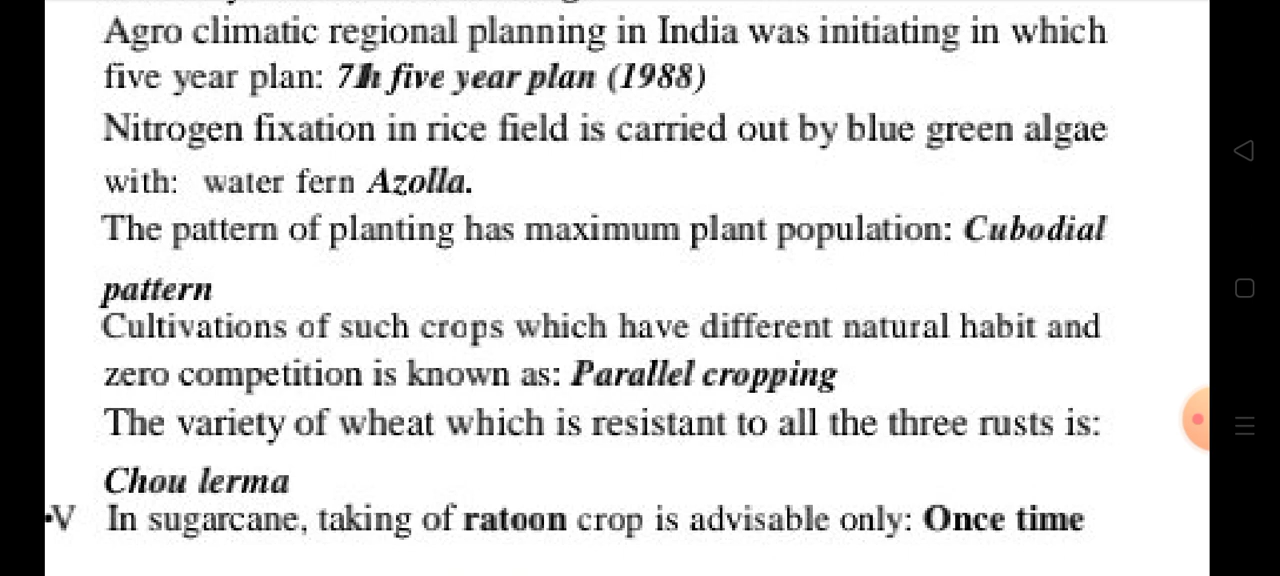 Agro climatic regional planning in India was initiating in which
five year plan: 7th five year plan (1988)
Nitrogen fixation in rice field is carried out by blue green algae
with: water fern Azolla.
The pattern of planting has maximum plant population: Cubodial
pattern
Cultivations of such crops which have different natural habit and
zero competition is known as: Parallel cropping
The variety of wheat which is resistant to all the three rusts is:
Chou lerma
•V In sugarcane, taking of ratoon crop is advisable only: Once time